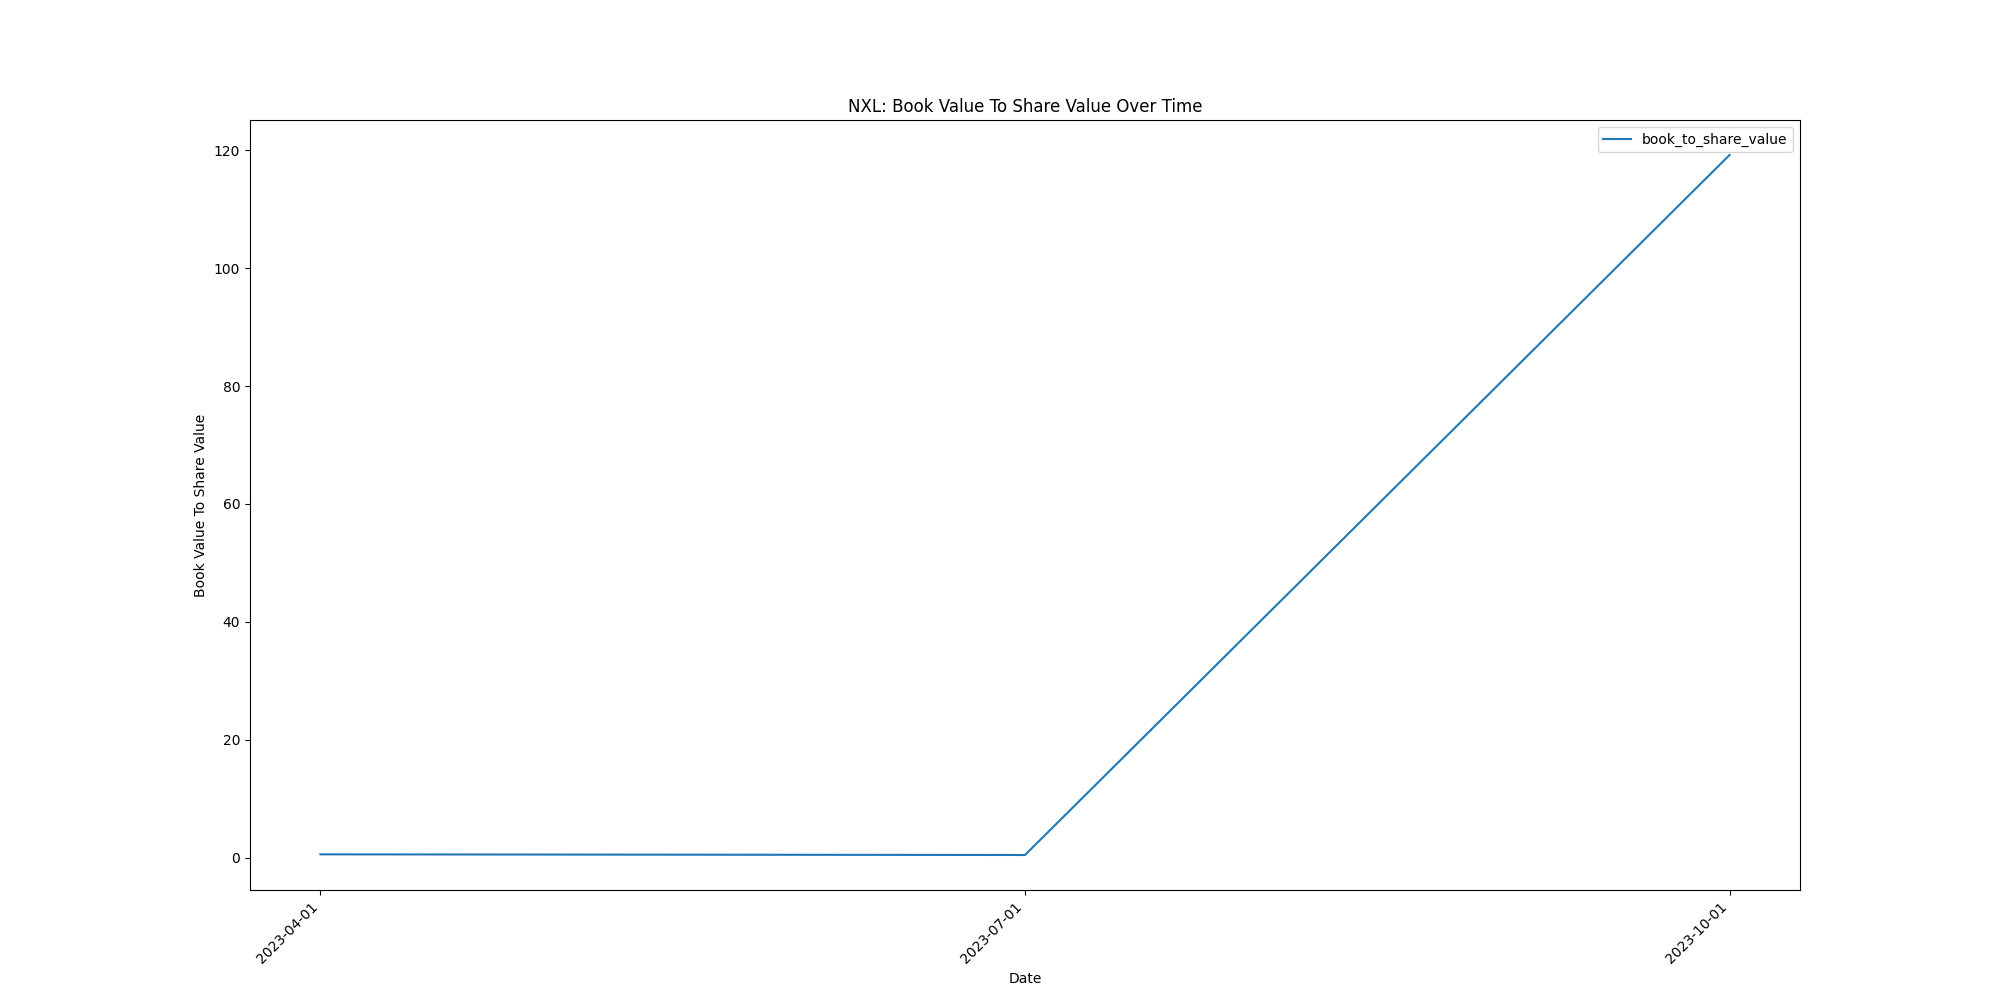 NXL: Book Value To Share Value Over Time
book_to_share_value
120
100
80
60
40
20
0
Book Value To Share Value
2023-04-01
2023-07-01
2023-10-01
Date